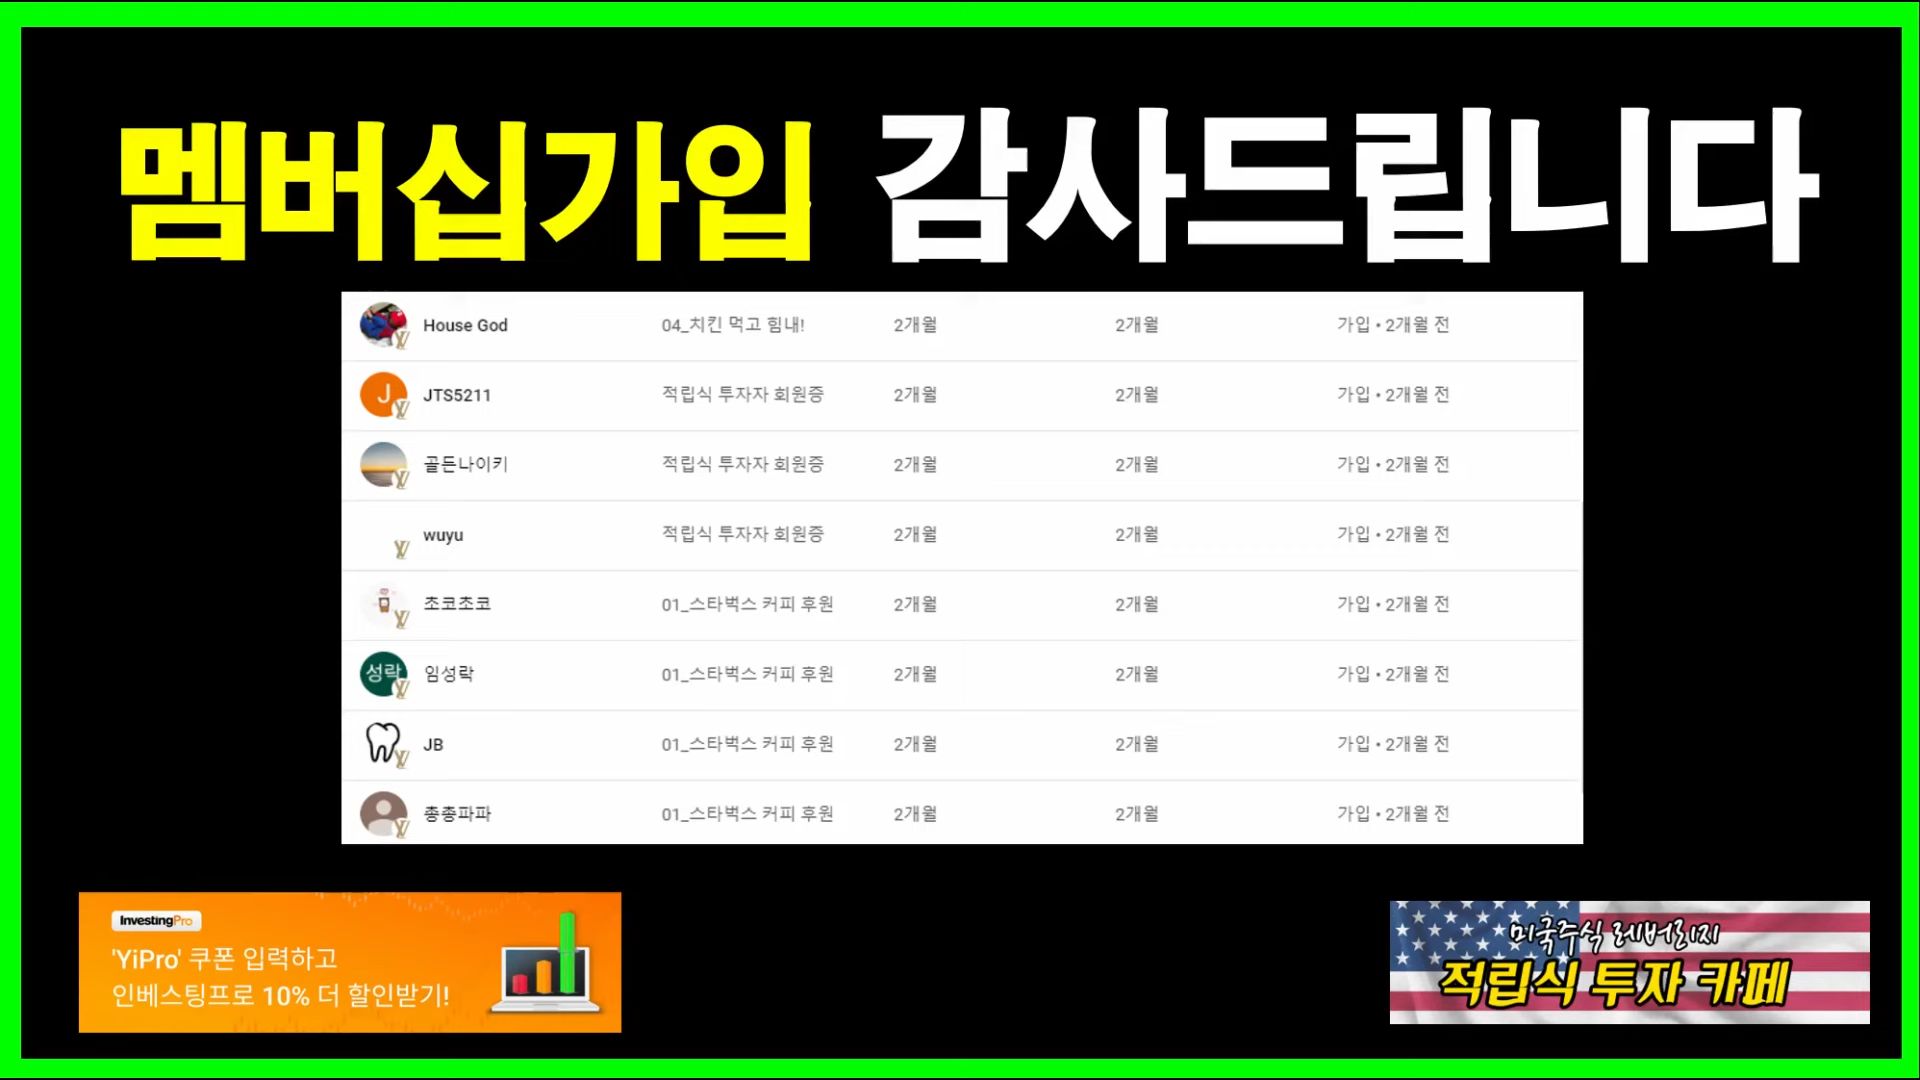 멤버십가입 감사드립니다
House God 04_치킨 먹고 힘내! 2개월 2개월 가입 • 2개월 전
J JTS5211 적립식 투자자 회원증 2개월 2개월 가입 • 2개월 전
골든나이키 적립식 투자자 회원증 2개월 2개월 가입 • 2개월 전
wuyu 적립식 투자자 회원증 2개월 2개월 가입 • 2개월 전
초코초코 01_스타벅스 커피 후원 2개월 2개월 가입 • 2개월 전
성락 임성락 01_스타벅스 커피 후원 2개월 2개월 가입 • 2개월 전
JB 01_스타벅스 커피 후원 2개월 2개월 가입 • 2개월 전
총총파파 01_스타벅스 커피 후원 2개월 2개월 가입 • 2개월 전
InvestingPro
'YiPro' 쿠폰 입력하고
인베스팅프로 10% 더 할인받기!
미국주식 레버리지
적립식 투자 카페